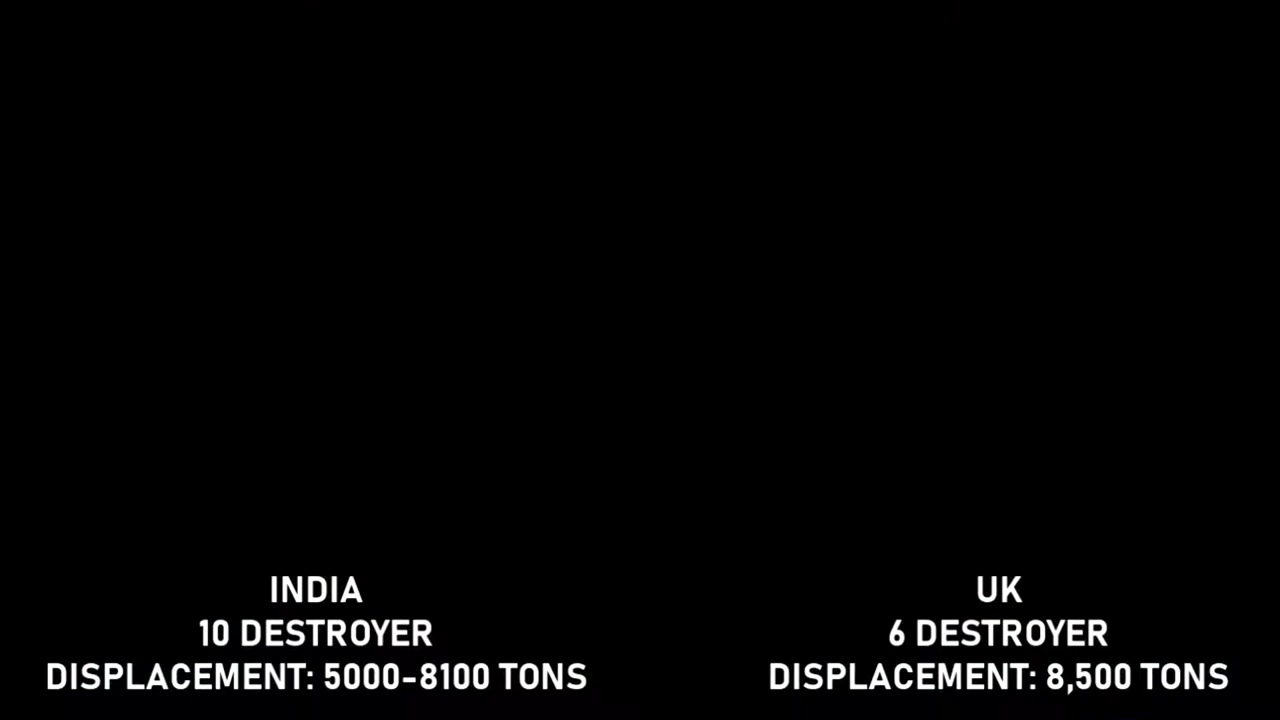 INDIA
10 DESTROYER
DISPLACEMENT: 5000-8100 TONS
UK
6 DESTROYER
DISPLACEMENT: 8,500 TONS